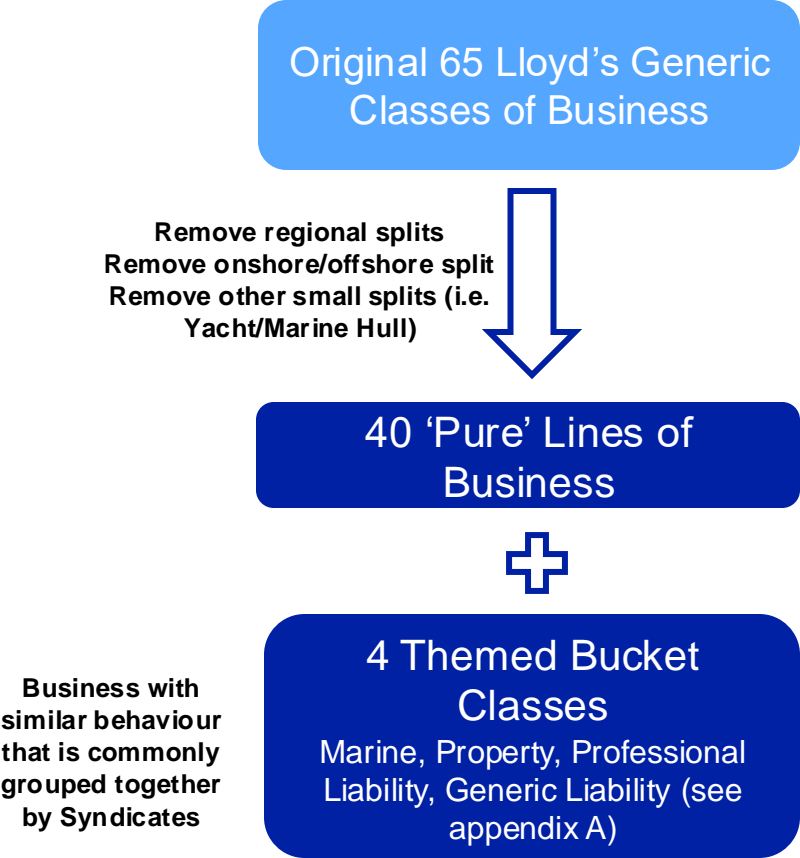 Original 65 Lloyd’s Generic
Classes of Business
Remove regional splits
Remove onshore/offshore split
Remove other small splits (i.e.
Yacht/Marine Hull)
40 ‘Pure’ Lines of
Business
4 Themed Bucket
Classes
Marine, Property, Professional
Liability, Generic Liability (see
appendix A)
Business with
similar behaviour
that is commonly
grouped together
by Syndicates